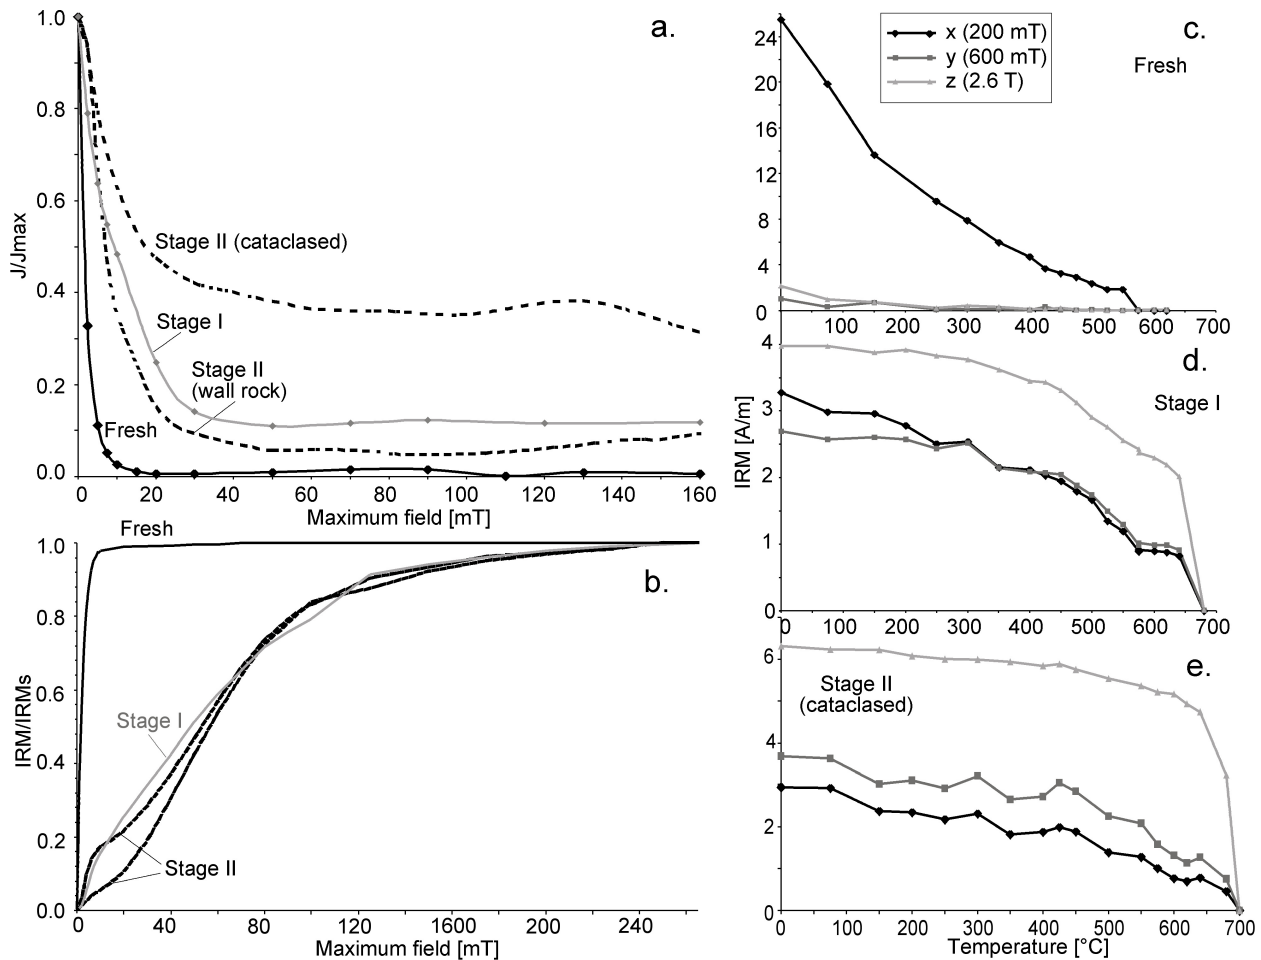 a.
1.0
0.8
0.6
0.4
0.2
0.0
J/Jmax
Stage II (cataclased)
Stage I
Stage II
(wall rock)
Fresh
0 20 40 60 80 100 120 140 160
Maximum field [mT]
b.
Fresh
1.0
0.8
0.6
0.4
0.2
0.0
IRM/IRMs
Stage I
Stage II
0 40 80 120 1600 200 240
Maximum field [mT]
c.
x (200 mT)
y (600 mT)
z (2.6 T)
Fresh
24
20
16
12
8
4
0
100 200 300 400 500 600 700
d.
Stage I
4
3
2
1
0
IRM [A/m]
0 100 200 300 400 500 600 700
e.
Stage II
(cataclased)
6
4
2
0
0 100 200 300 400 500 600 700
Temperature [°C]